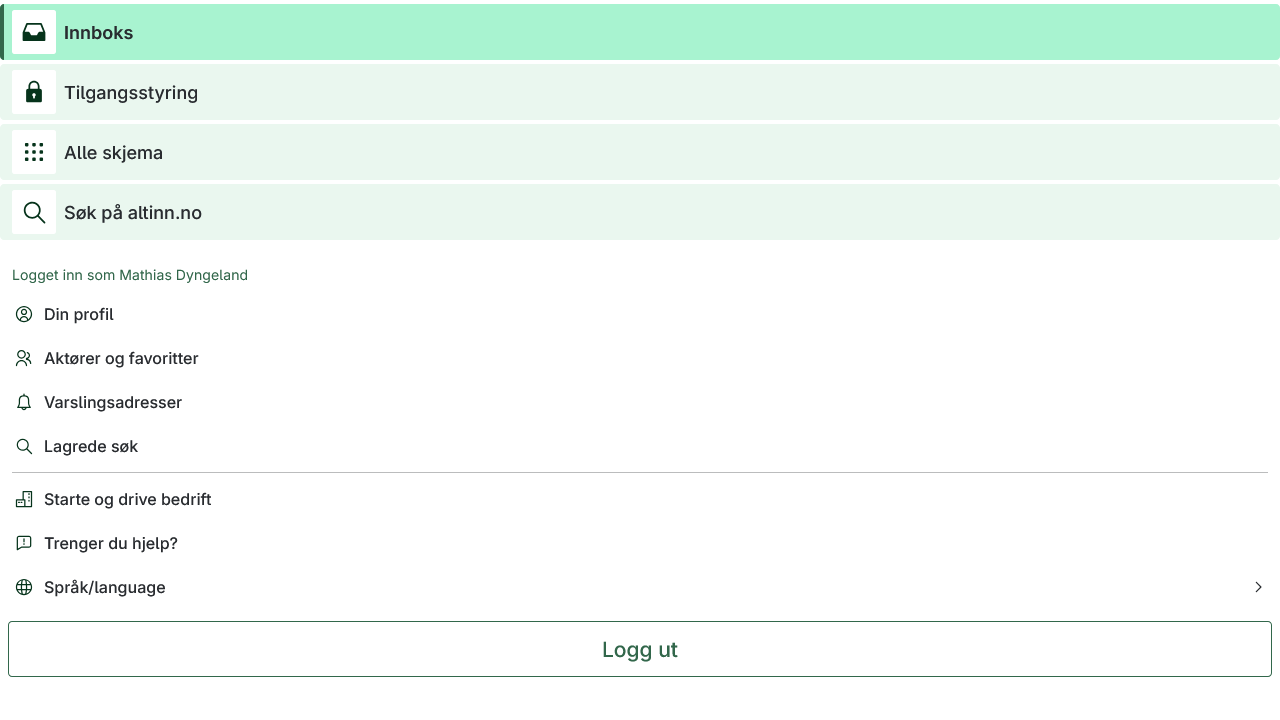 Innboks
Tilgangsstyring
Alle skjema
Søk på altinn.no
Logget inn som Mathias Dyngeland
Din profil
Aktører og favoritter
Varslingsadresser
Lagrede søk
Starte og drive bedrift
Trenger du hjelp?
Språk/language
Logg ut